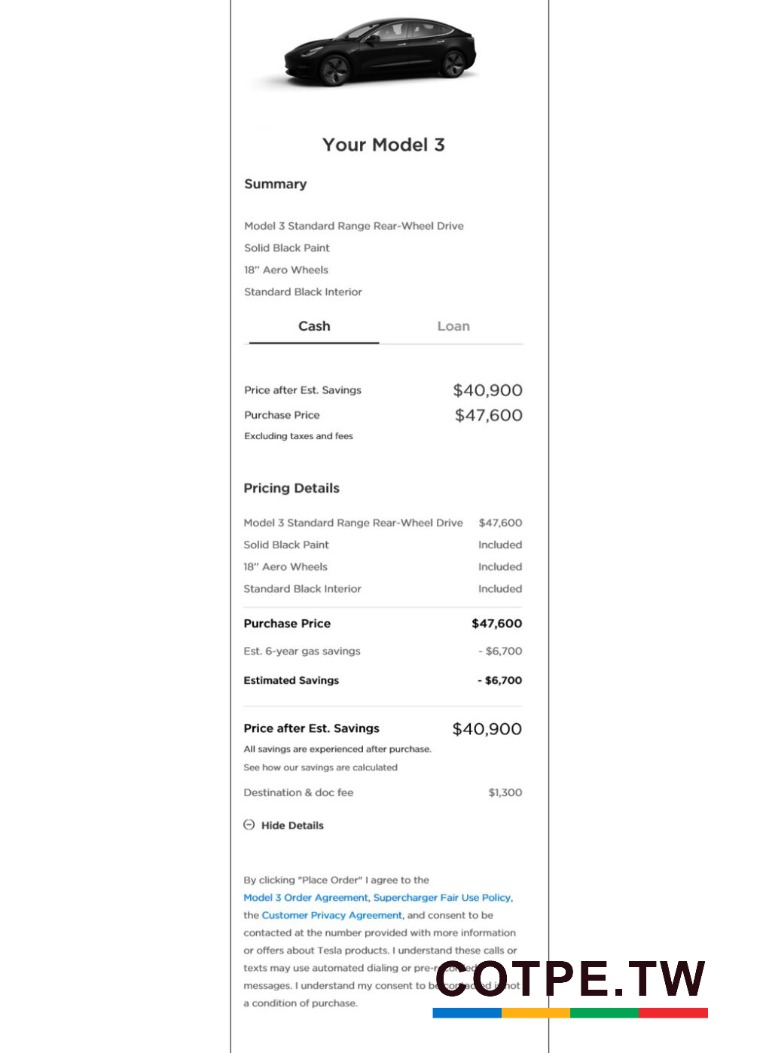 Your Model 3
Summary
Model 3 Standard Range Rear-Wheel Drive
Solid Black Paint
18" Aero Wheels
Standard Black Interior
Cash Loan
Price after Est. Savings $40,900
Purchase Price $47,600
Excluding taxes and fees
Pricing Details
Model 3 Standard Range Rear-Wheel Drive $47,600
Solid Black Paint Included
18" Aero Wheels Included
Standard Black Interior Included
Purchase Price $47,600
Est. 6-year gas savings - $6,700
Estimated Savings - $6,700
Price after Est. Savings $40,900
All savings are experienced after purchase.
See how our savings are calculated
Destination & doc fee $1,300
Hide Details
By clicking "Place Order" I agree to the
Model 3 Order Agreement, Supercharger Fair Use Policy,
the Customer Privacy Agreement, and consent to be
contacted at the number provided with more information
or offers about Tesla products. I understand these calls or
texts may use automated dialing or pre-recorded
messages. I understand my consent to be contacted is not
a condition of purchase.
COTPE.TW